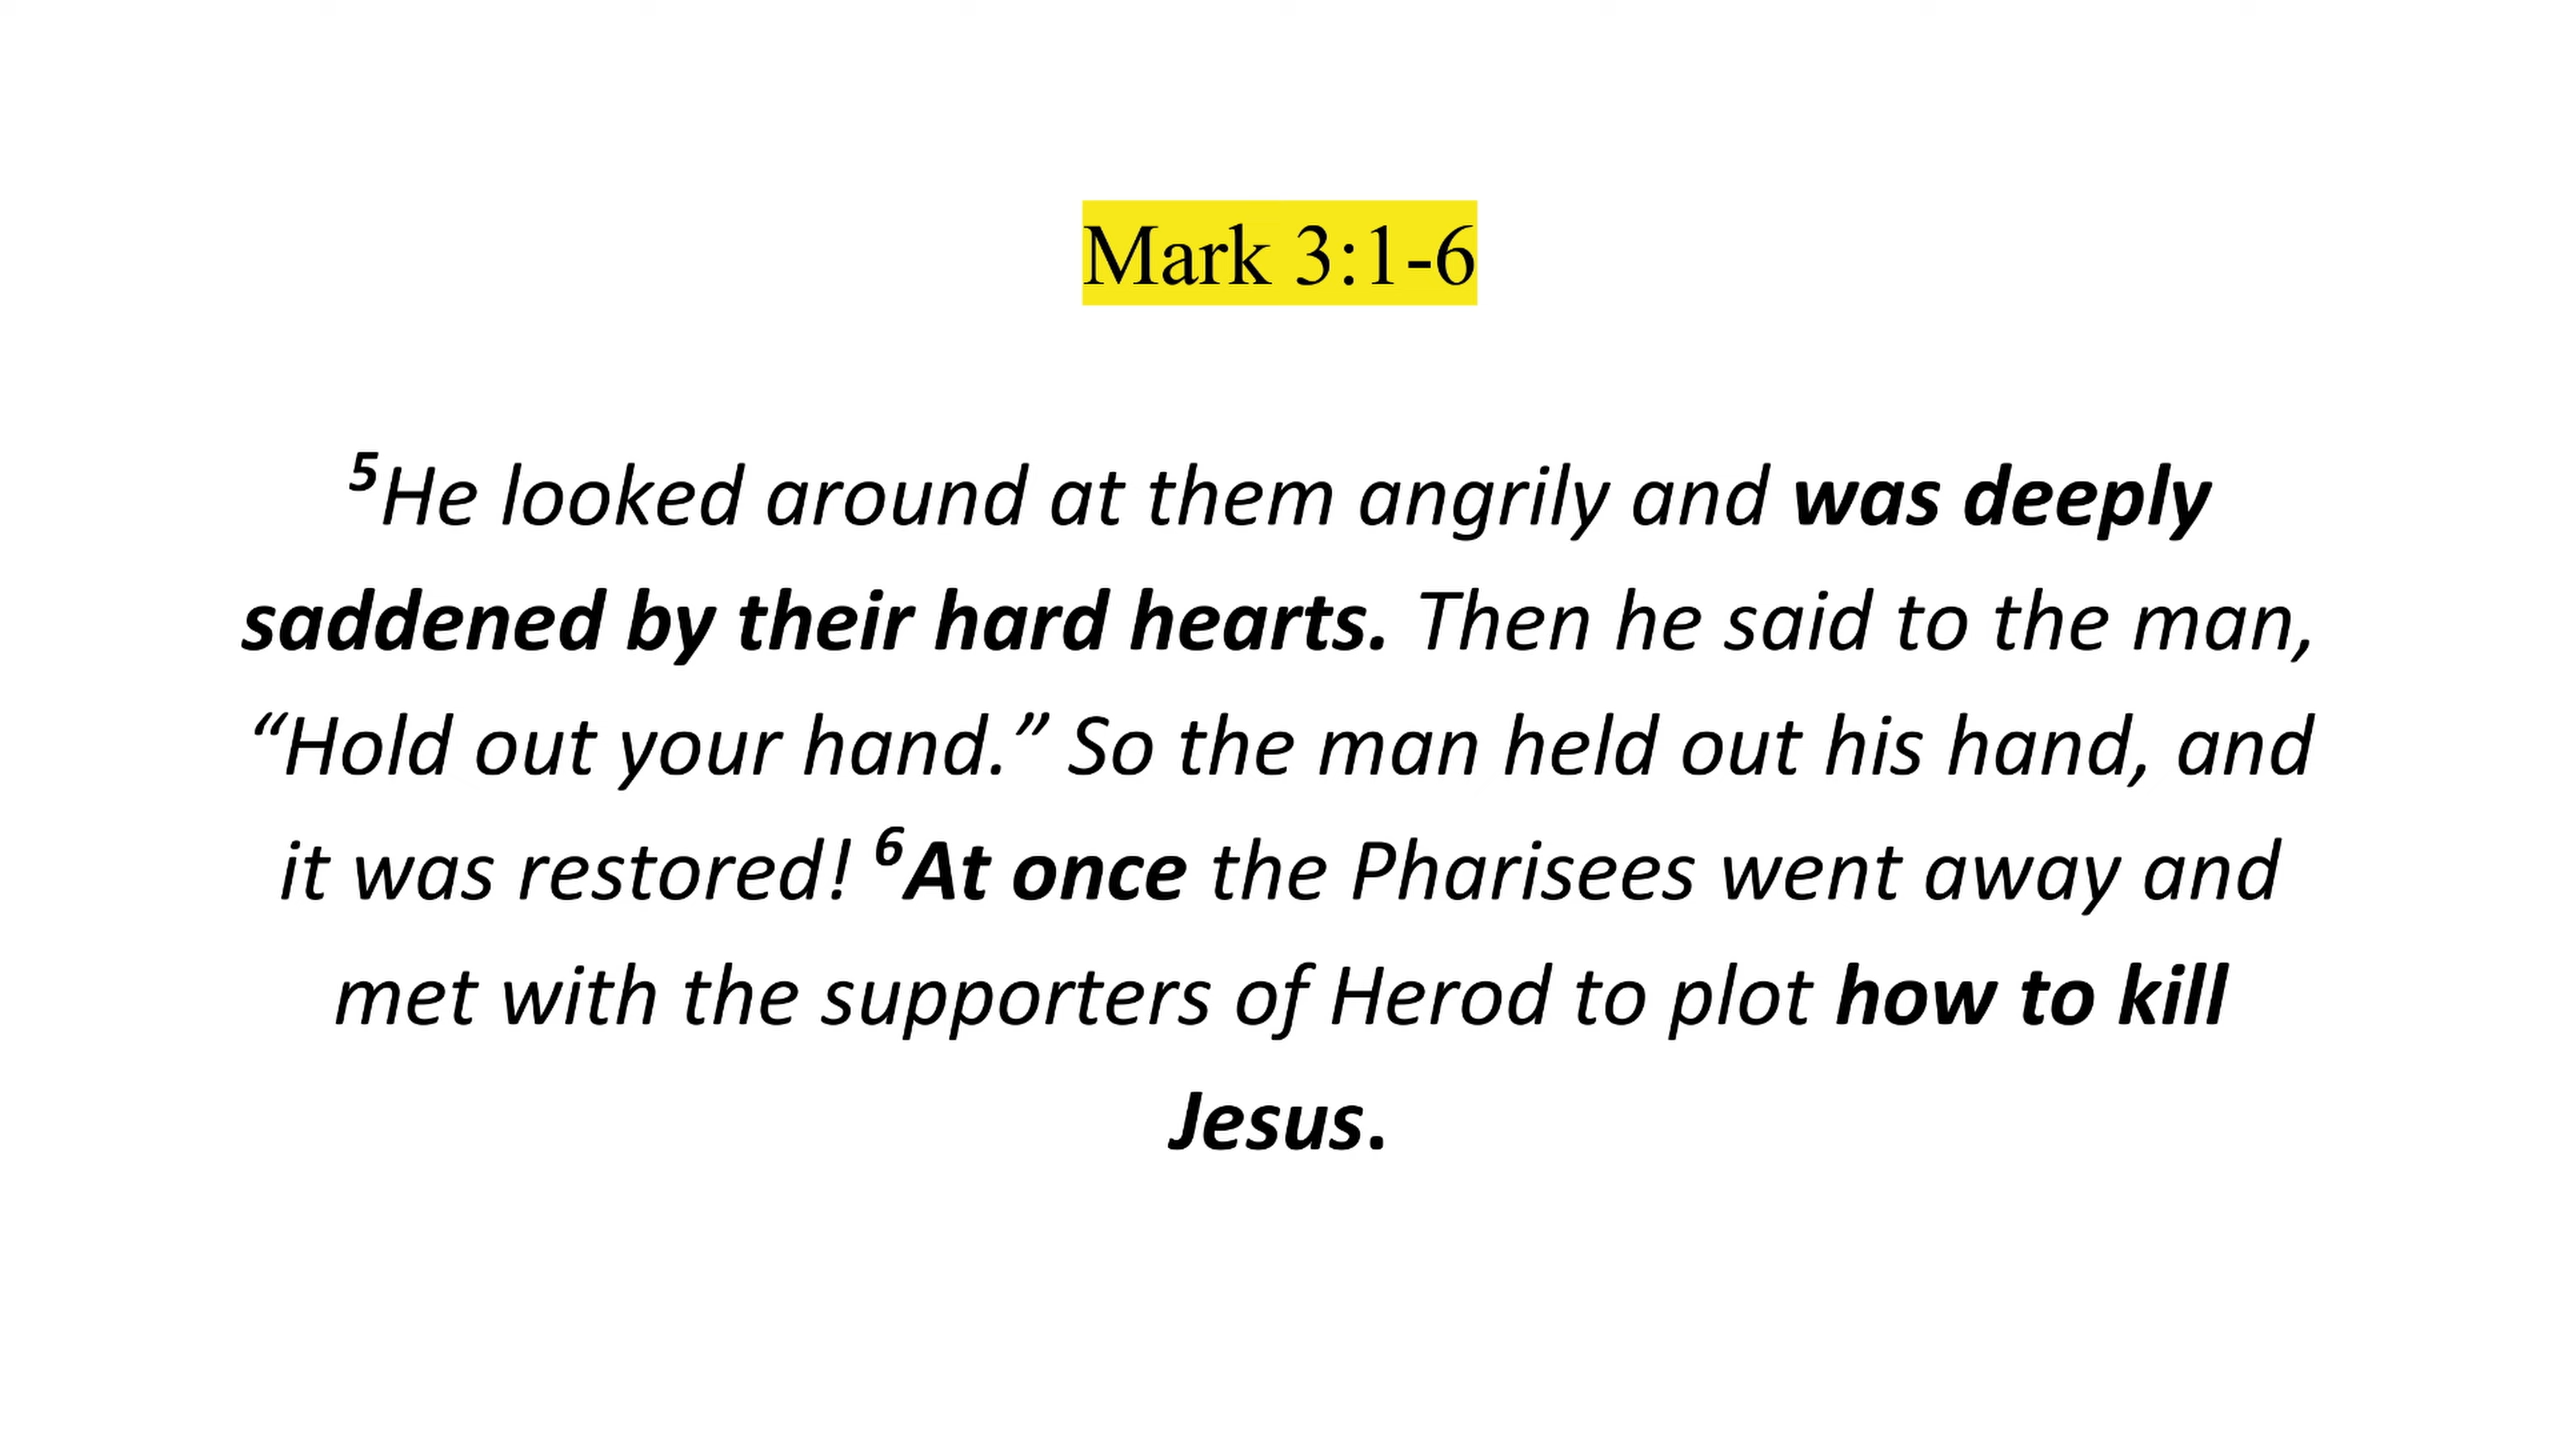 Mark 3:1-6
⁵He looked around at them angrily and was deeply
saddened by their hard hearts. Then he said to the man,
“Hold out your hand.” So the man held out his hand, and
it was restored! ⁶At once the Pharisees went away and
met with the supporters of Herod to plot how to kill
Jesus.